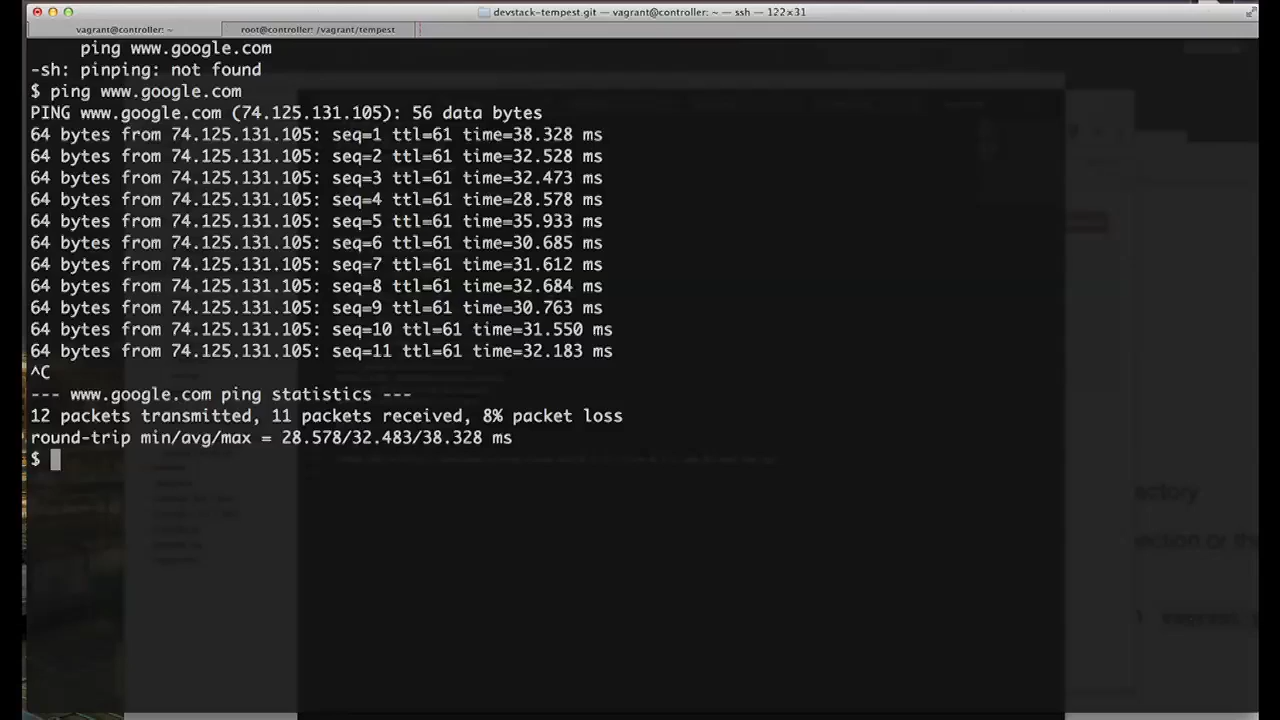 devstack-tempest.git — vagrant@controller: ~ — ssh — 122×31
vagrant@controller: ~
root@controller: /vagrant/tempest
ping www.google.com
-sh: pinping: not found
$ ping www.google.com
PING www.google.com (74.125.131.105): 56 data bytes
64 bytes from 74.125.131.105: seq=1 ttl=61 time=38.328 ms
64 bytes from 74.125.131.105: seq=2 ttl=61 time=32.528 ms
64 bytes from 74.125.131.105: seq=3 ttl=61 time=32.473 ms
64 bytes from 74.125.131.105: seq=4 ttl=61 time=28.578 ms
64 bytes from 74.125.131.105: seq=5 ttl=61 time=35.933 ms
64 bytes from 74.125.131.105: seq=6 ttl=61 time=30.685 ms
64 bytes from 74.125.131.105: seq=7 ttl=61 time=31.612 ms
64 bytes from 74.125.131.105: seq=8 ttl=61 time=32.684 ms
64 bytes from 74.125.131.105: seq=9 ttl=61 time=30.763 ms
64 bytes from 74.125.131.105: seq=10 ttl=61 time=31.550 ms
64 bytes from 74.125.131.105: seq=11 ttl=61 time=32.183 ms
^C
--- www.google.com ping statistics ---
12 packets transmitted, 11 packets received, 8% packet loss
round-trip min/avg/max = 28.578/32.483/38.328 ms
$
ectory
ection or the